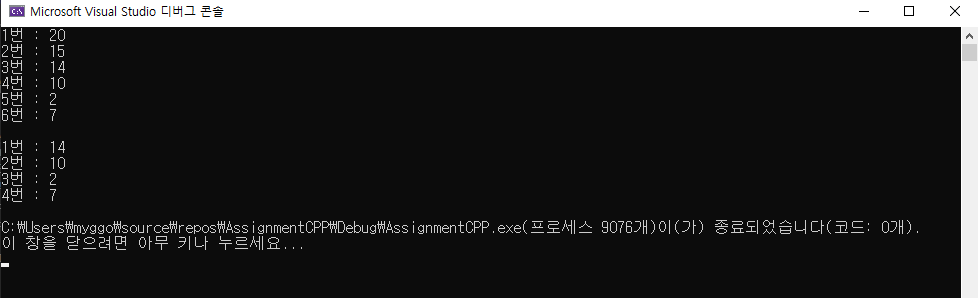 Microsoft Visual Studio 디버그 콘솔
1번 : 20
2번 : 15
3번 : 14
4번 : 10
5번 : 2
6번 : 7
1번 : 14
2번 : 10
3번 : 2
4번 : 7
C:₩Users₩myggo₩source₩repos₩AssignmentCPP₩Debug₩AssignmentCPP.exe(프로세스 9076개)이(가) 종료되었습니다(코드: 0개).
이 창을 닫으려면 아무 키나 누르세요...